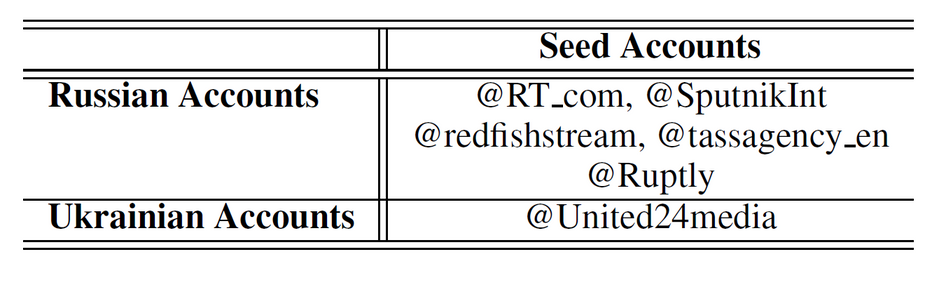 Seed Accounts
Russian Accounts @RT_com, @SputnikInt
@redfishstream, @tassagency_en
@Ruptly
Ukrainian Accounts @United24media